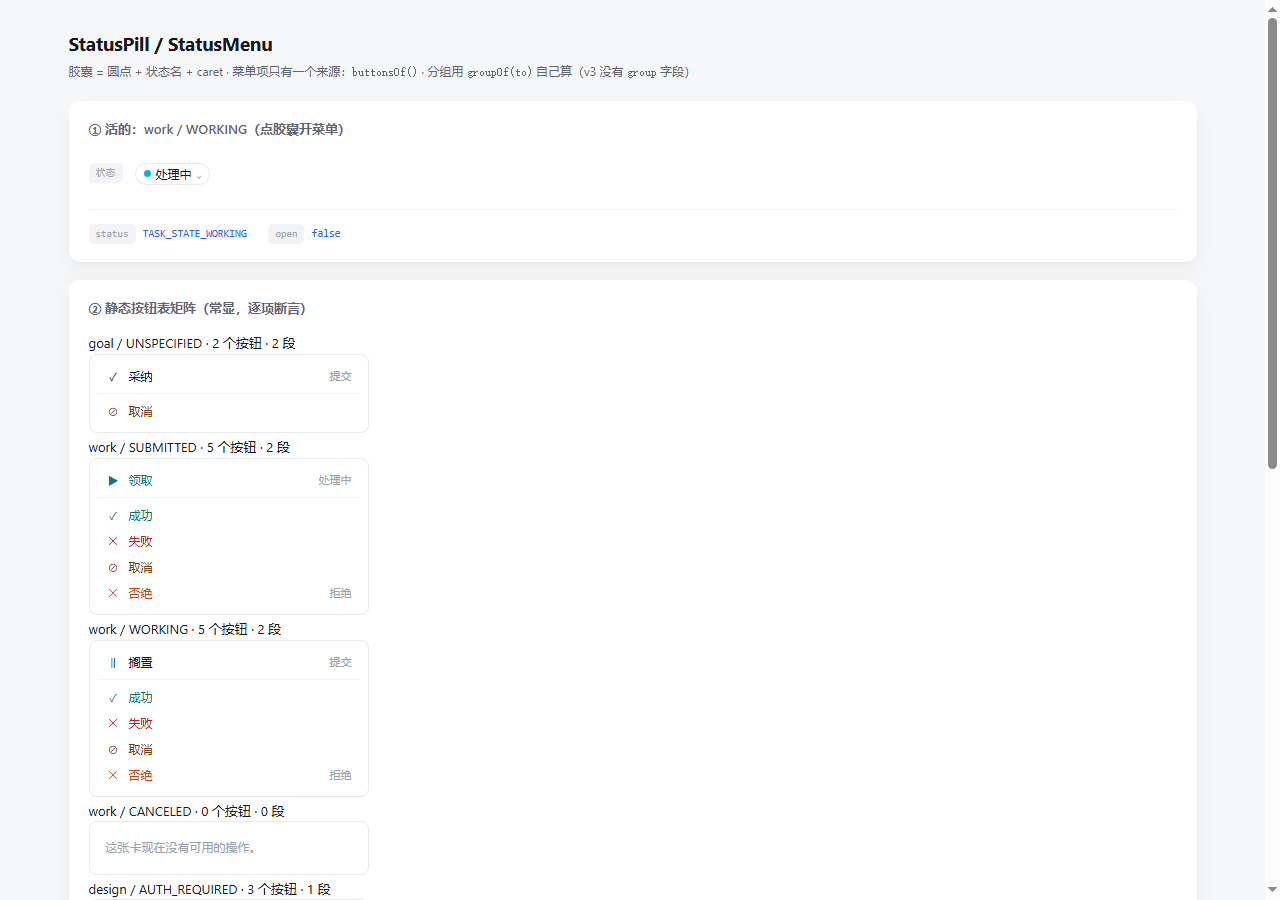 StatusPill / StatusMenu
胶囊 = 圆点 + 状态名 + caret · 菜单项只有一个来源：buttonsOf() · 分组用 groupOf(to) 自己算（v3 没有 group 字段）
① 活的：work / WORKING（点胶囊开菜单）
状态 处理中
status TASK_STATE_WORKING open false
② 静态按钮表矩阵（常显，逐项断言）
goal / UNSPECIFIED · 2 个按钮 · 2 段
✓ 采纳 提交
⊘ 取消
work / SUBMITTED · 5 个按钮 · 2 段
▶ 领取 处理中
✓ 成功
✕ 失败
⊘ 取消
✕ 否绝 拒绝
work / WORKING · 5 个按钮 · 2 段
‖ 搁置 提交
✓ 成功
✕ 失败
⊘ 取消
✕ 否绝 拒绝
work / CANCELED · 0 个按钮 · 0 段
这张卡现在没有可用的操作。
design / AUTH_REQUIRED · 3 个按钮 · 1 段